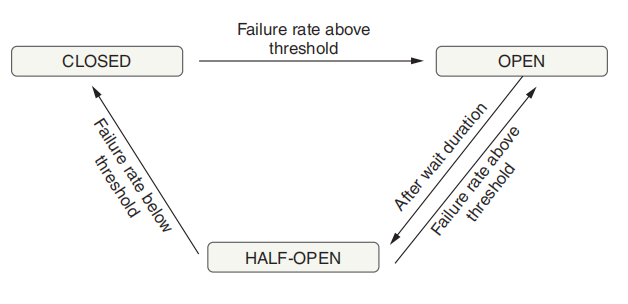 Failure rate above
threshold
CLOSED
OPEN
After wait duration
Failure rate above
threshold
Failure rate below
threshold
HALF-OPEN